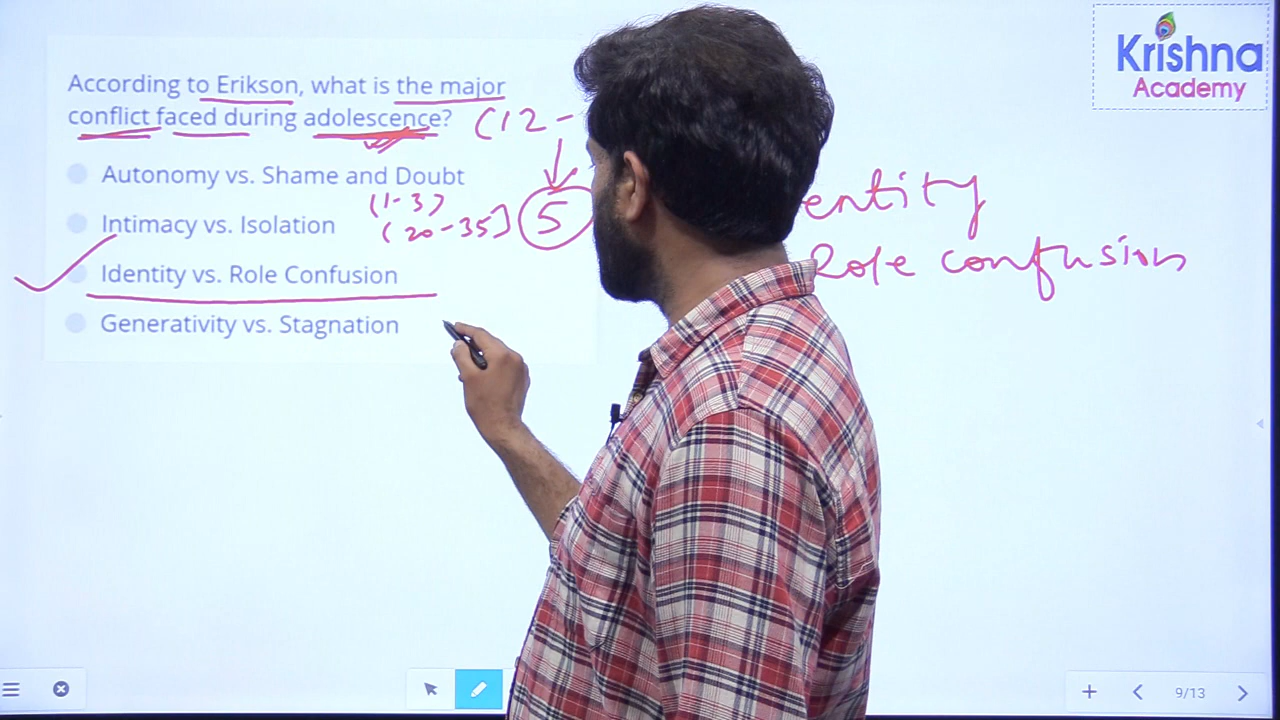 Krishna
Academy
According to Erikson, what is the major
conflict faced during adolescence? (12 -
Autonomy vs. Shame and Doubt
(1-3)
Intimacy vs. Isolation (20-35) 5 entity
Identity vs. Role Confusion Role confusion
Generativity vs. Stagnation
9/13